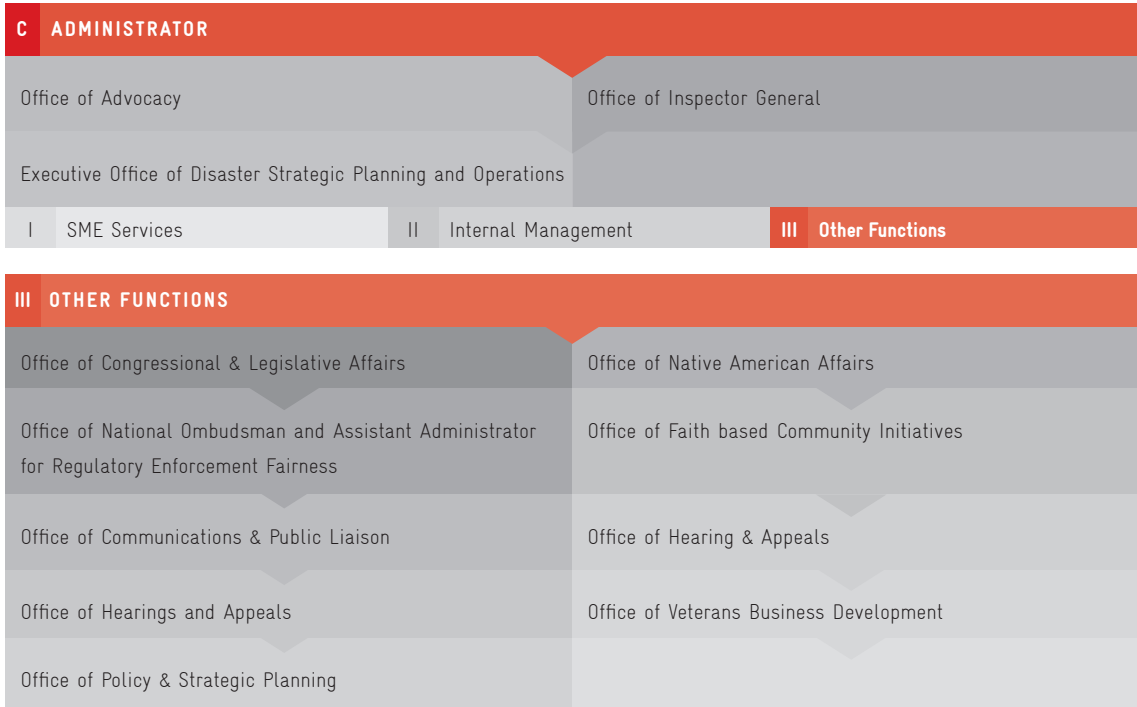 C ADMINISTRATOR
Office of Advocacy
Office of Inspector General
Executive Office of Disaster Strategic Planning and Operations
I SME Services
II Internal Management
III Other Functions
III OTHER FUNCTIONS
Office of Congressional & Legislative Affairs
Office of Native American Affairs
Office of National Ombudsman and Assistant Administrator
for Regulatory Enforcement Fairness
Office of Faith based Community Initiatives
Office of Communications & Public Liaison
Office of Hearing & Appeals
Office of Hearings and Appeals
Office of Veterans Business Development
Office of Policy & Strategic Planning